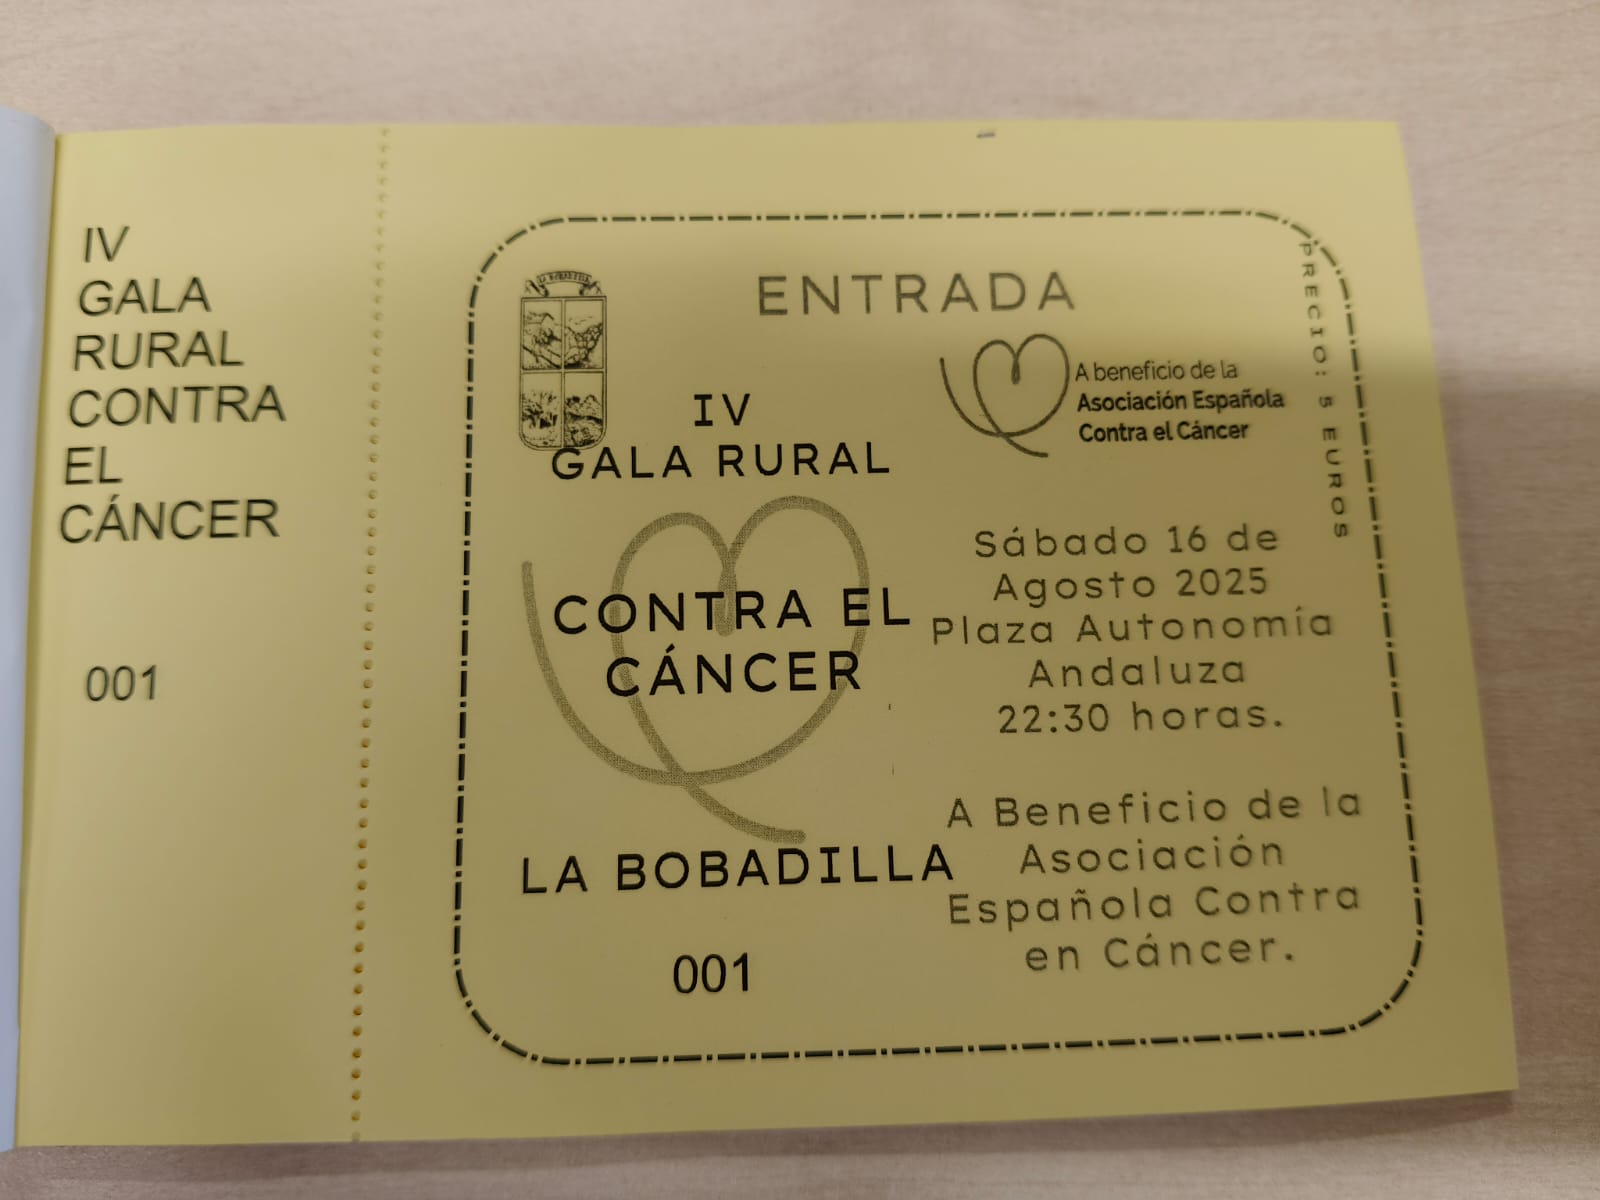 IV
GALA
RURAL
CONTRA
EL
CÁNCER
001
LA BOBADILLA
ENTRADA
IV
GALA RURAL
CONTRA EL
CÁNCER
LA BOBADILLA
001
A beneficio de la
Asociación Española
Contra el Cáncer
PRECIO: 5 EUROS
Sábado 16 de
Agosto 2025
Plaza Autonomía
Andaluza
22:30 horas.
A Beneficio de la
Asociación
Española Contra
en Cáncer.